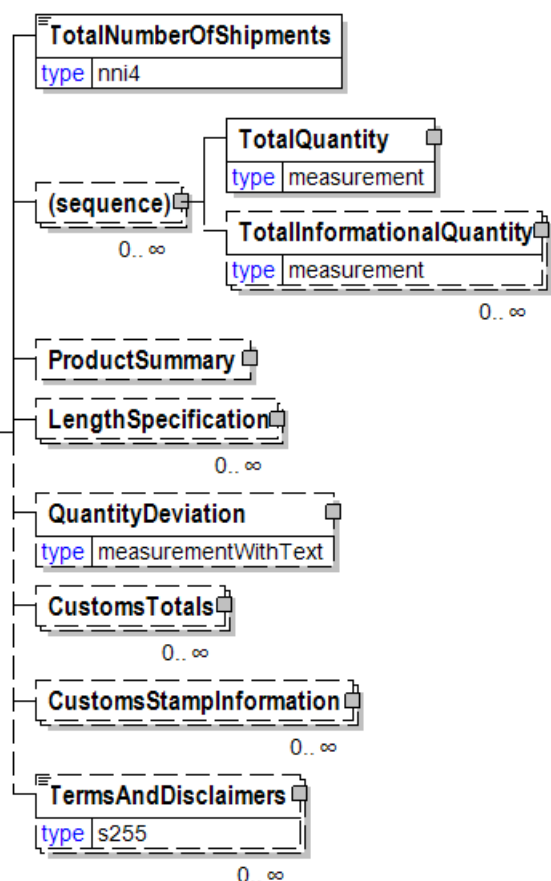 TotalNumberOfShipments
type nni4
TotalQuantity
type measurement
(sequence)
0.. ∞
TotalInformationalQuantity
type measurement
0.. ∞
ProductSummary
LengthSpecification
0.. ∞
QuantityDeviation
type measurementWithText
CustomsTotals
0.. ∞
CustomsStampInformation
0.. ∞
TermsAndDisclaimers
type s255
0.. ∞